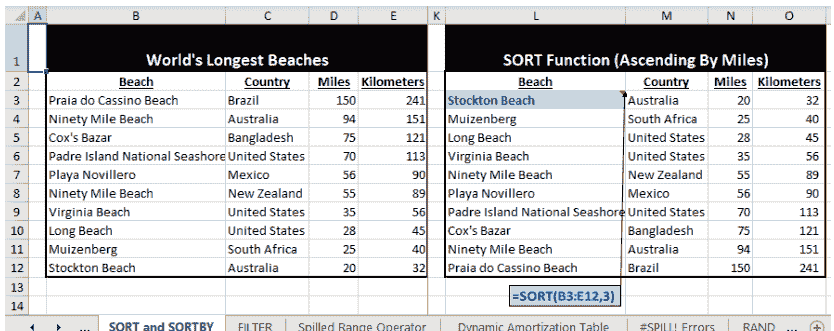 A B C D E K L M N O
1 World's Longest Beaches SORT Function (Ascending By Miles)
2 Beach Country Miles Kilometers Beach Country Miles Kilometers
3 Praia do Cassino Beach Brazil 150 241 Stockton Beach Australia 20 32
4 Ninety Mile Beach Australia 94 151 Muizenberg South Africa 25 40
5 Cox's Bazar Bangladesh 75 121 Long Beach United States 28 45
6 Padre Island National Seashore United States 70 113 Virginia Beach United States 35 56
7 Playa Novillero Mexico 56 90 Ninety Mile Beach New Zealand 55 89
8 Ninety Mile Beach New Zealand 55 89 Playa Novillero Mexico 56 90
9 Virginia Beach United States 35 56 Padre Island National Seashore United States 70 113
10 Long Beach United States 28 45 Cox's Bazar Bangladesh 75 121
11 Muizenberg South Africa 25 40 Ninety Mile Beach Australia 94 151
12 Stockton Beach Australia 20 32 Praia do Cassino Beach Brazil 150 241
13 =SORT(B3:E12,3)
14
... SORT and SORTBY FILTER Spilled Range Operator Dynamic Amortization Table #SPILL! Errors RAND ...